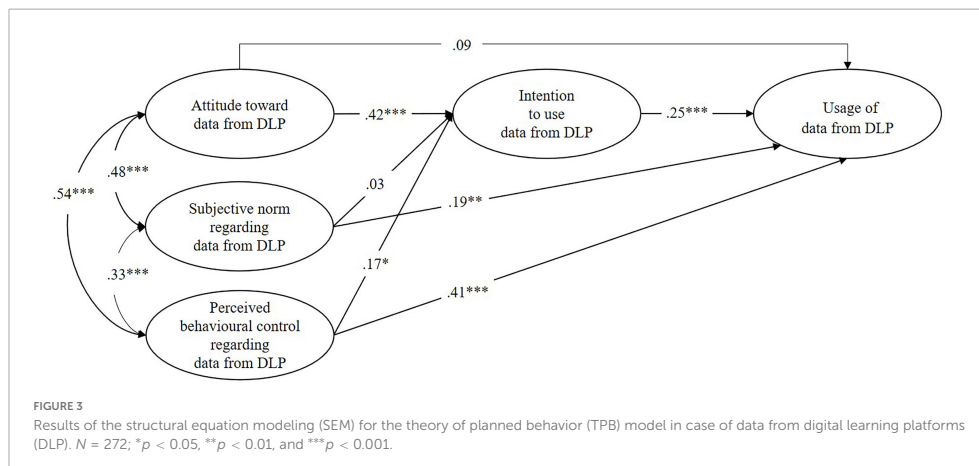 .09
Attitude toward
data from DLP
.42***
Intention
to use
data from DLP
.25***
Usage of
data from DLP
.48***
.54***
.03
.19**
Subjective norm
regarding
data from DLP
.17*
.33***
.41***
Perceived
behavioural control
regarding
data from DLP
FIGURE 3
Results of the structural equation modeling (SEM) for the theory of planned behavior (TPB) model in case of data from digital learning platforms
(DLP). N = 272; *p < 0.05, **p < 0.01, and ***p < 0.001.